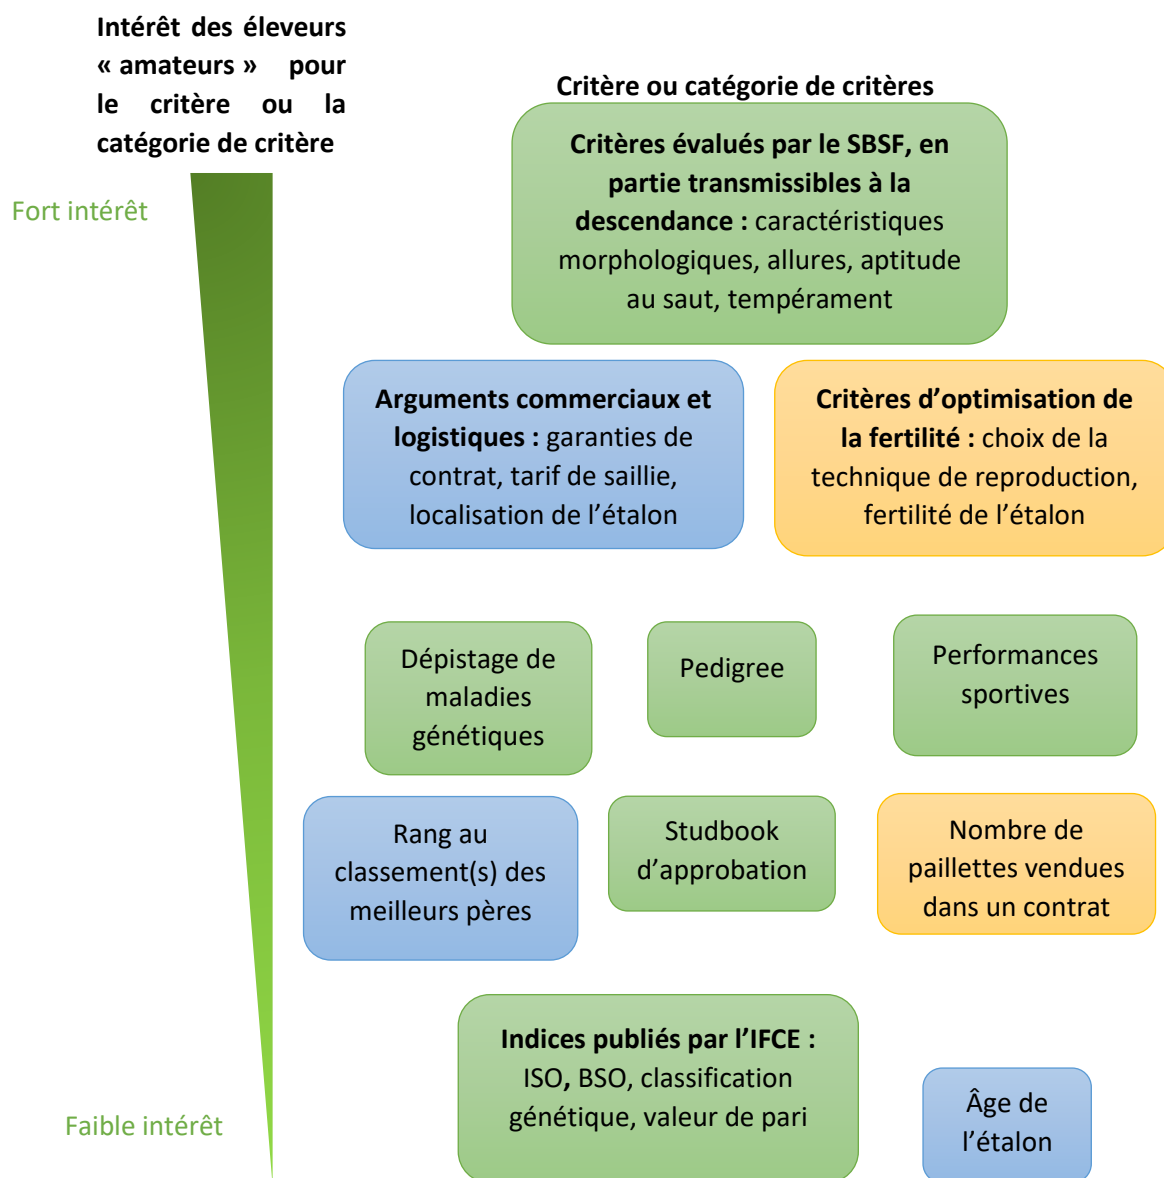 Intérêt des éleveurs
« amateurs » pour
le critère ou la
catégorie de critère
Critère ou catégorie de critères
Fort intérêt
Critères évalués par le SBSF, en
partie transmissibles à la
descendance : caractéristiques
morphologiques, allures, aptitude
au saut, tempérament
Arguments commerciaux et
logistiques : garanties de
contrat, tarif de saillie,
localisation de l’étalon
Critères d’optimisation de
la fertilité : choix de la
technique de reproduction,
fertilité de l’étalon
Dépistage de
maladies
génétiques
Pedigree
Performances
sportives
Rang au
classement(s) des
meilleurs pères
Studbook
d’approbation
Nombre de
paillettes vendues
dans un contrat
Indices publiés par l’IFCE :
ISO, BSO, classification
génétique, valeur de pari
Âge de
l’étalon
Faible intérêt